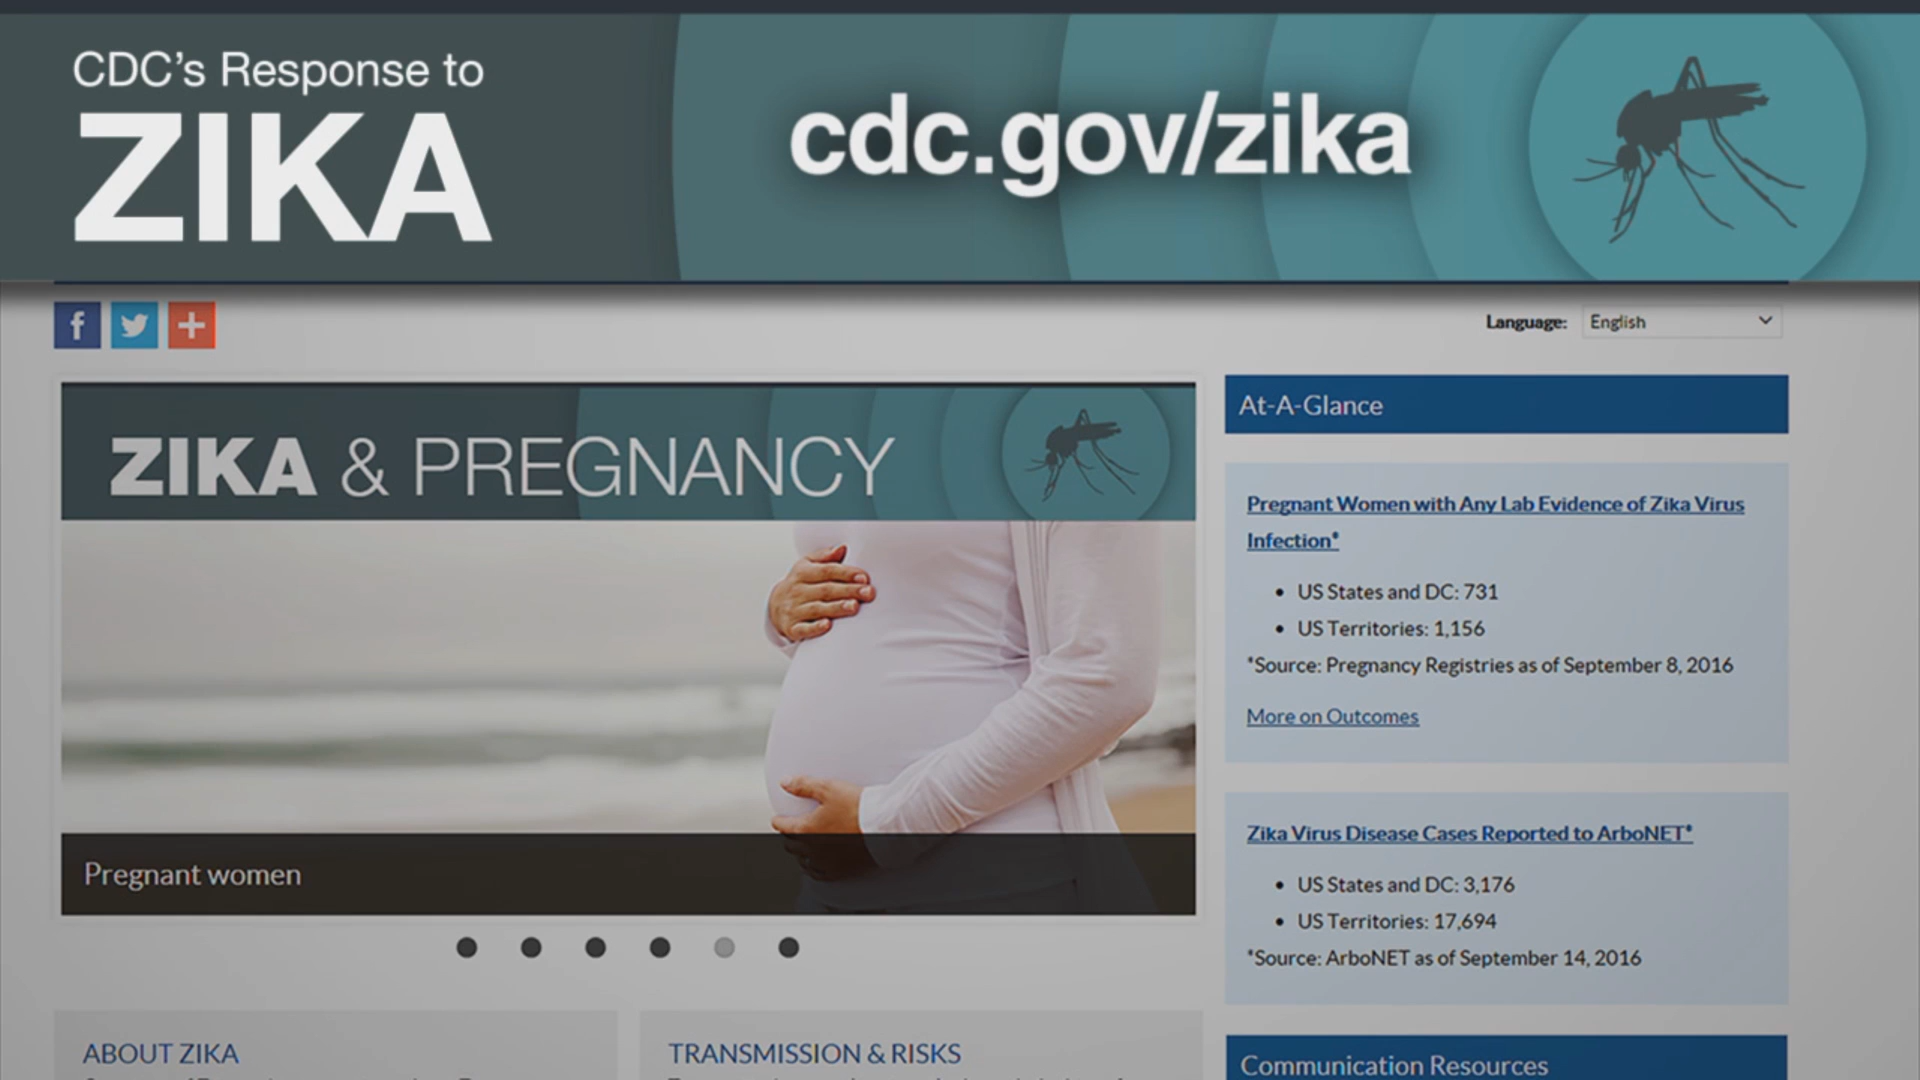 CDC's Response to
ZIKA
cdc.gov/zika
f
Language: English
ZIKA & PREGNANCY
Pregnant women
At-A-Glance
Pregnant Women with Any Lab Evidence of Zika Virus
Infection*
• US States and DC: 731
• US Territories: 1,156
*Source: Pregnancy Registries as of September 8, 2016
More on Outcomes
Zika Virus Disease Cases Reported to ArboNET*
• US States and DC: 3,176
• US Territories: 17,694
*Source: ArboNET as of September 14, 2016
ABOUT ZIKA
TRANSMISSION & RISKS
Communication Resources